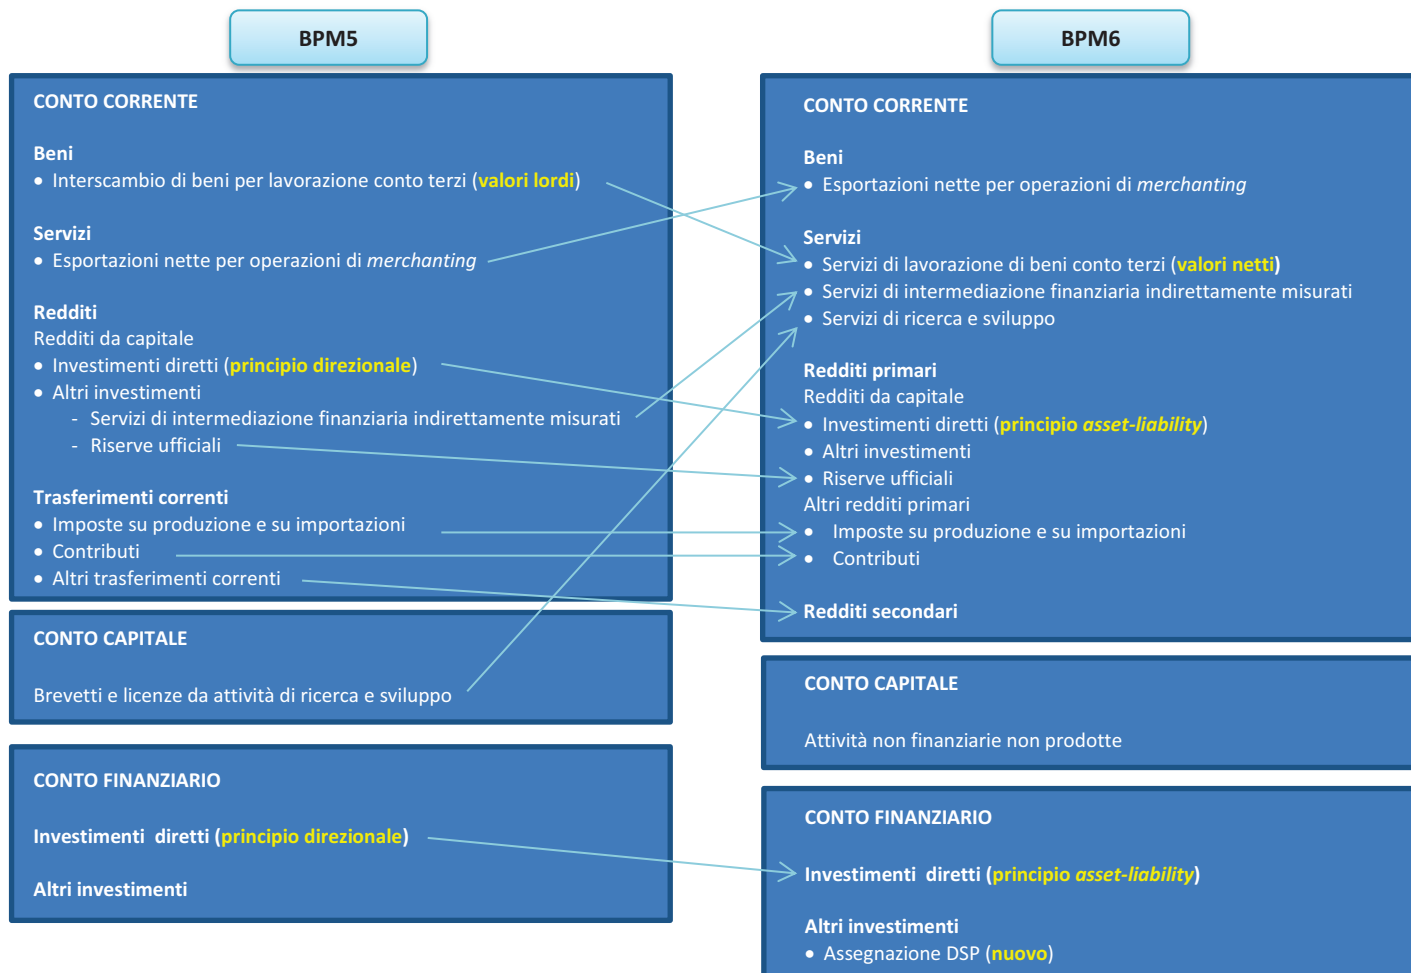 BPM5
CONTO CORRENTE
Beni
• Interscambio di beni per lavorazione conto terzi (valori lordi)
Servizi
• Esportazioni nette per operazioni di merchanting
Redditi
Redditi da capitale
• Investimenti diretti (principio direzionale)
• Altri investimenti
- Servizi di intermediazione finanziaria indirettamente misurati
- Riserve ufficiali
Trasferimenti correnti
• Imposte su produzione e su importazioni
• Contributi
• Altri trasferimenti correnti
CONTO CAPITALE
Brevetti e licenze da attività di ricerca e sviluppo
CONTO FINANZIARIO
Investimenti diretti (principio direzionale)
Altri investimenti
BPM6
CONTO CORRENTE
Beni
• Esportazioni nette per operazioni di merchanting
Servizi
• Servizi di lavorazione di beni conto terzi (valori netti)
• Servizi di intermediazione finanziaria indirettamente misurati
• Servizi di ricerca e sviluppo
Redditi primari
Redditi da capitale
• Investimenti diretti (principio asset-liability)
• Altri investimenti
• Riserve ufficiali
Altri redditi primari
• Imposte su produzione e su importazioni
• Contributi
Redditi secondari
CONTO CAPITALE
Attività non finanziarie non prodotte
CONTO FINANZIARIO
Investimenti diretti (principio asset-liability)
Altri investimenti
• Assegnazione DSP (nuovo)